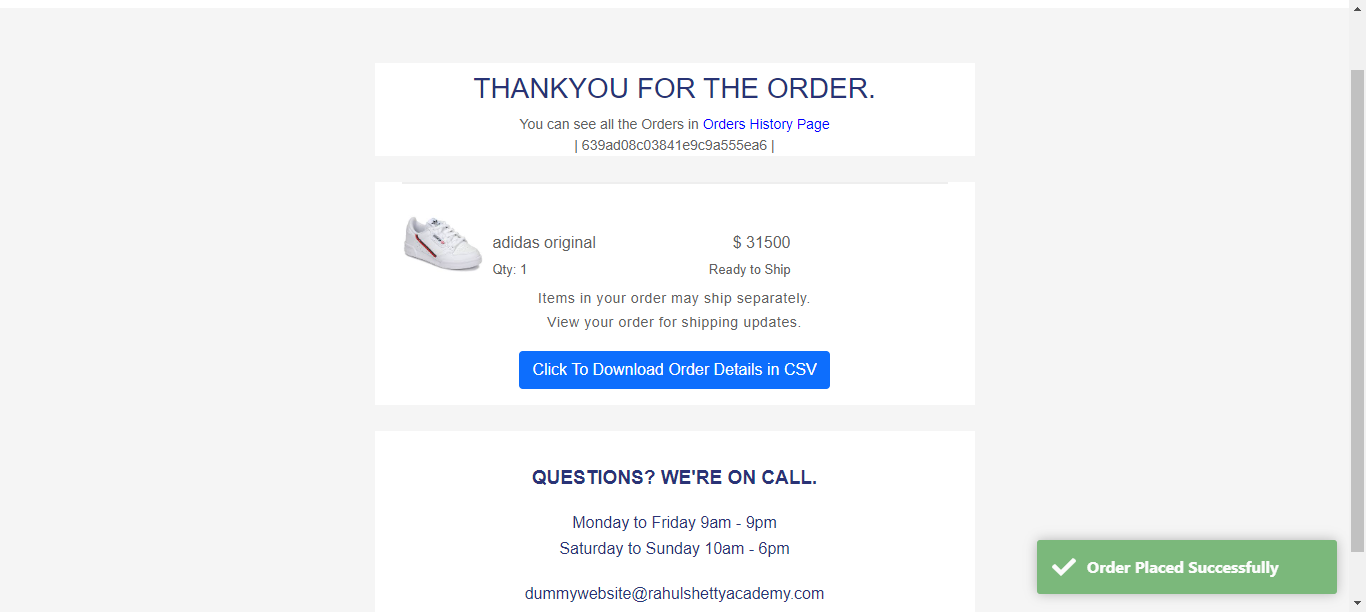 THANKYOU FOR THE ORDER.
You can see all the Orders in Orders History Page
| 639ad08c03841e9c9a555ea6 |
adidas original
$ 31500
Qty: 1
Ready to Ship
Items in your order may ship separately.
View your order for shipping updates.
Click To Download Order Details in CSV
QUESTIONS? WE'RE ON CALL.
Monday to Friday 9am - 9pm
Saturday to Sunday 10am - 6pm
dummywebsite@rahulshettyacademy.com
Order Placed Successfully